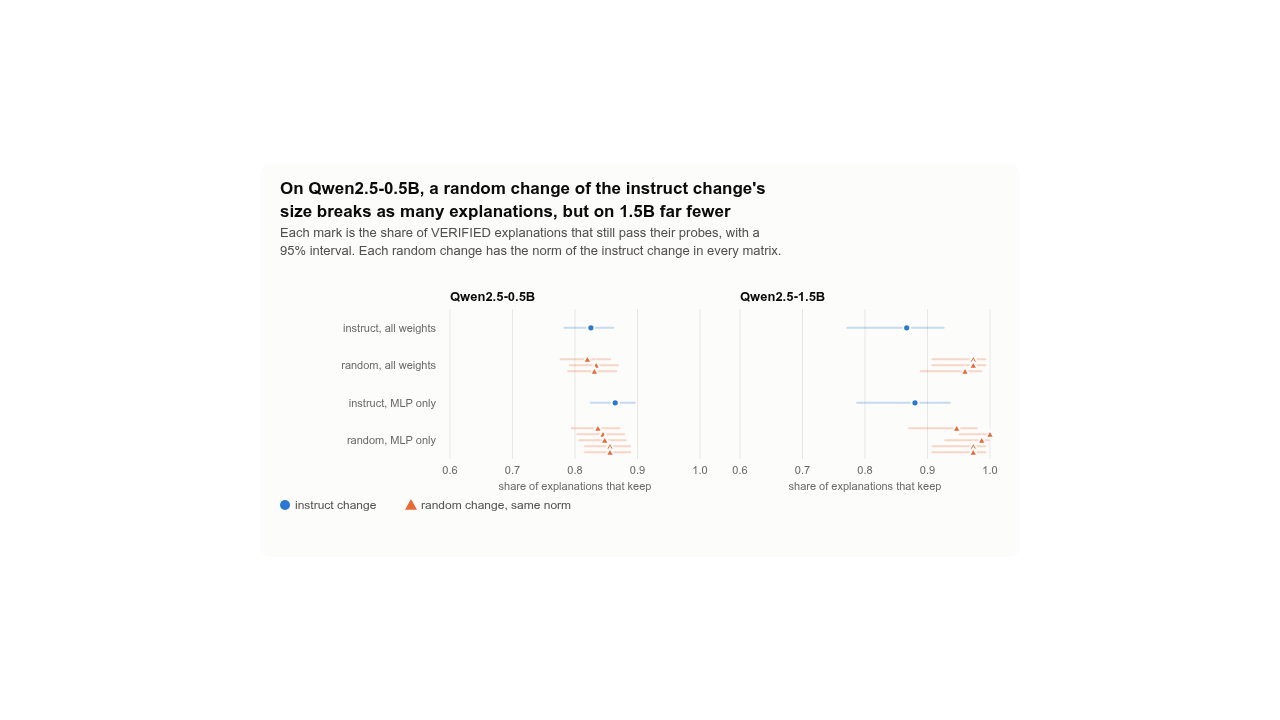 On Qwen2.5-0.5B, a random change of the instruct change's
size breaks as many explanations, but on 1.5B far fewer
Each mark is the share of VERIFIED explanations that still pass their probes, with a
95% interval. Each random change has the norm of the instruct change in every matrix.
Qwen2.5-0.5B
Qwen2.5-1.5B
instruct, all weights
random, all weights
instruct, MLP only
random, MLP only
0.6 0.7 0.8 0.9 1.0
0.6 0.7 0.8 0.9 1.0
share of explanations that keep
share of explanations that keep
instruct change
random change, same norm